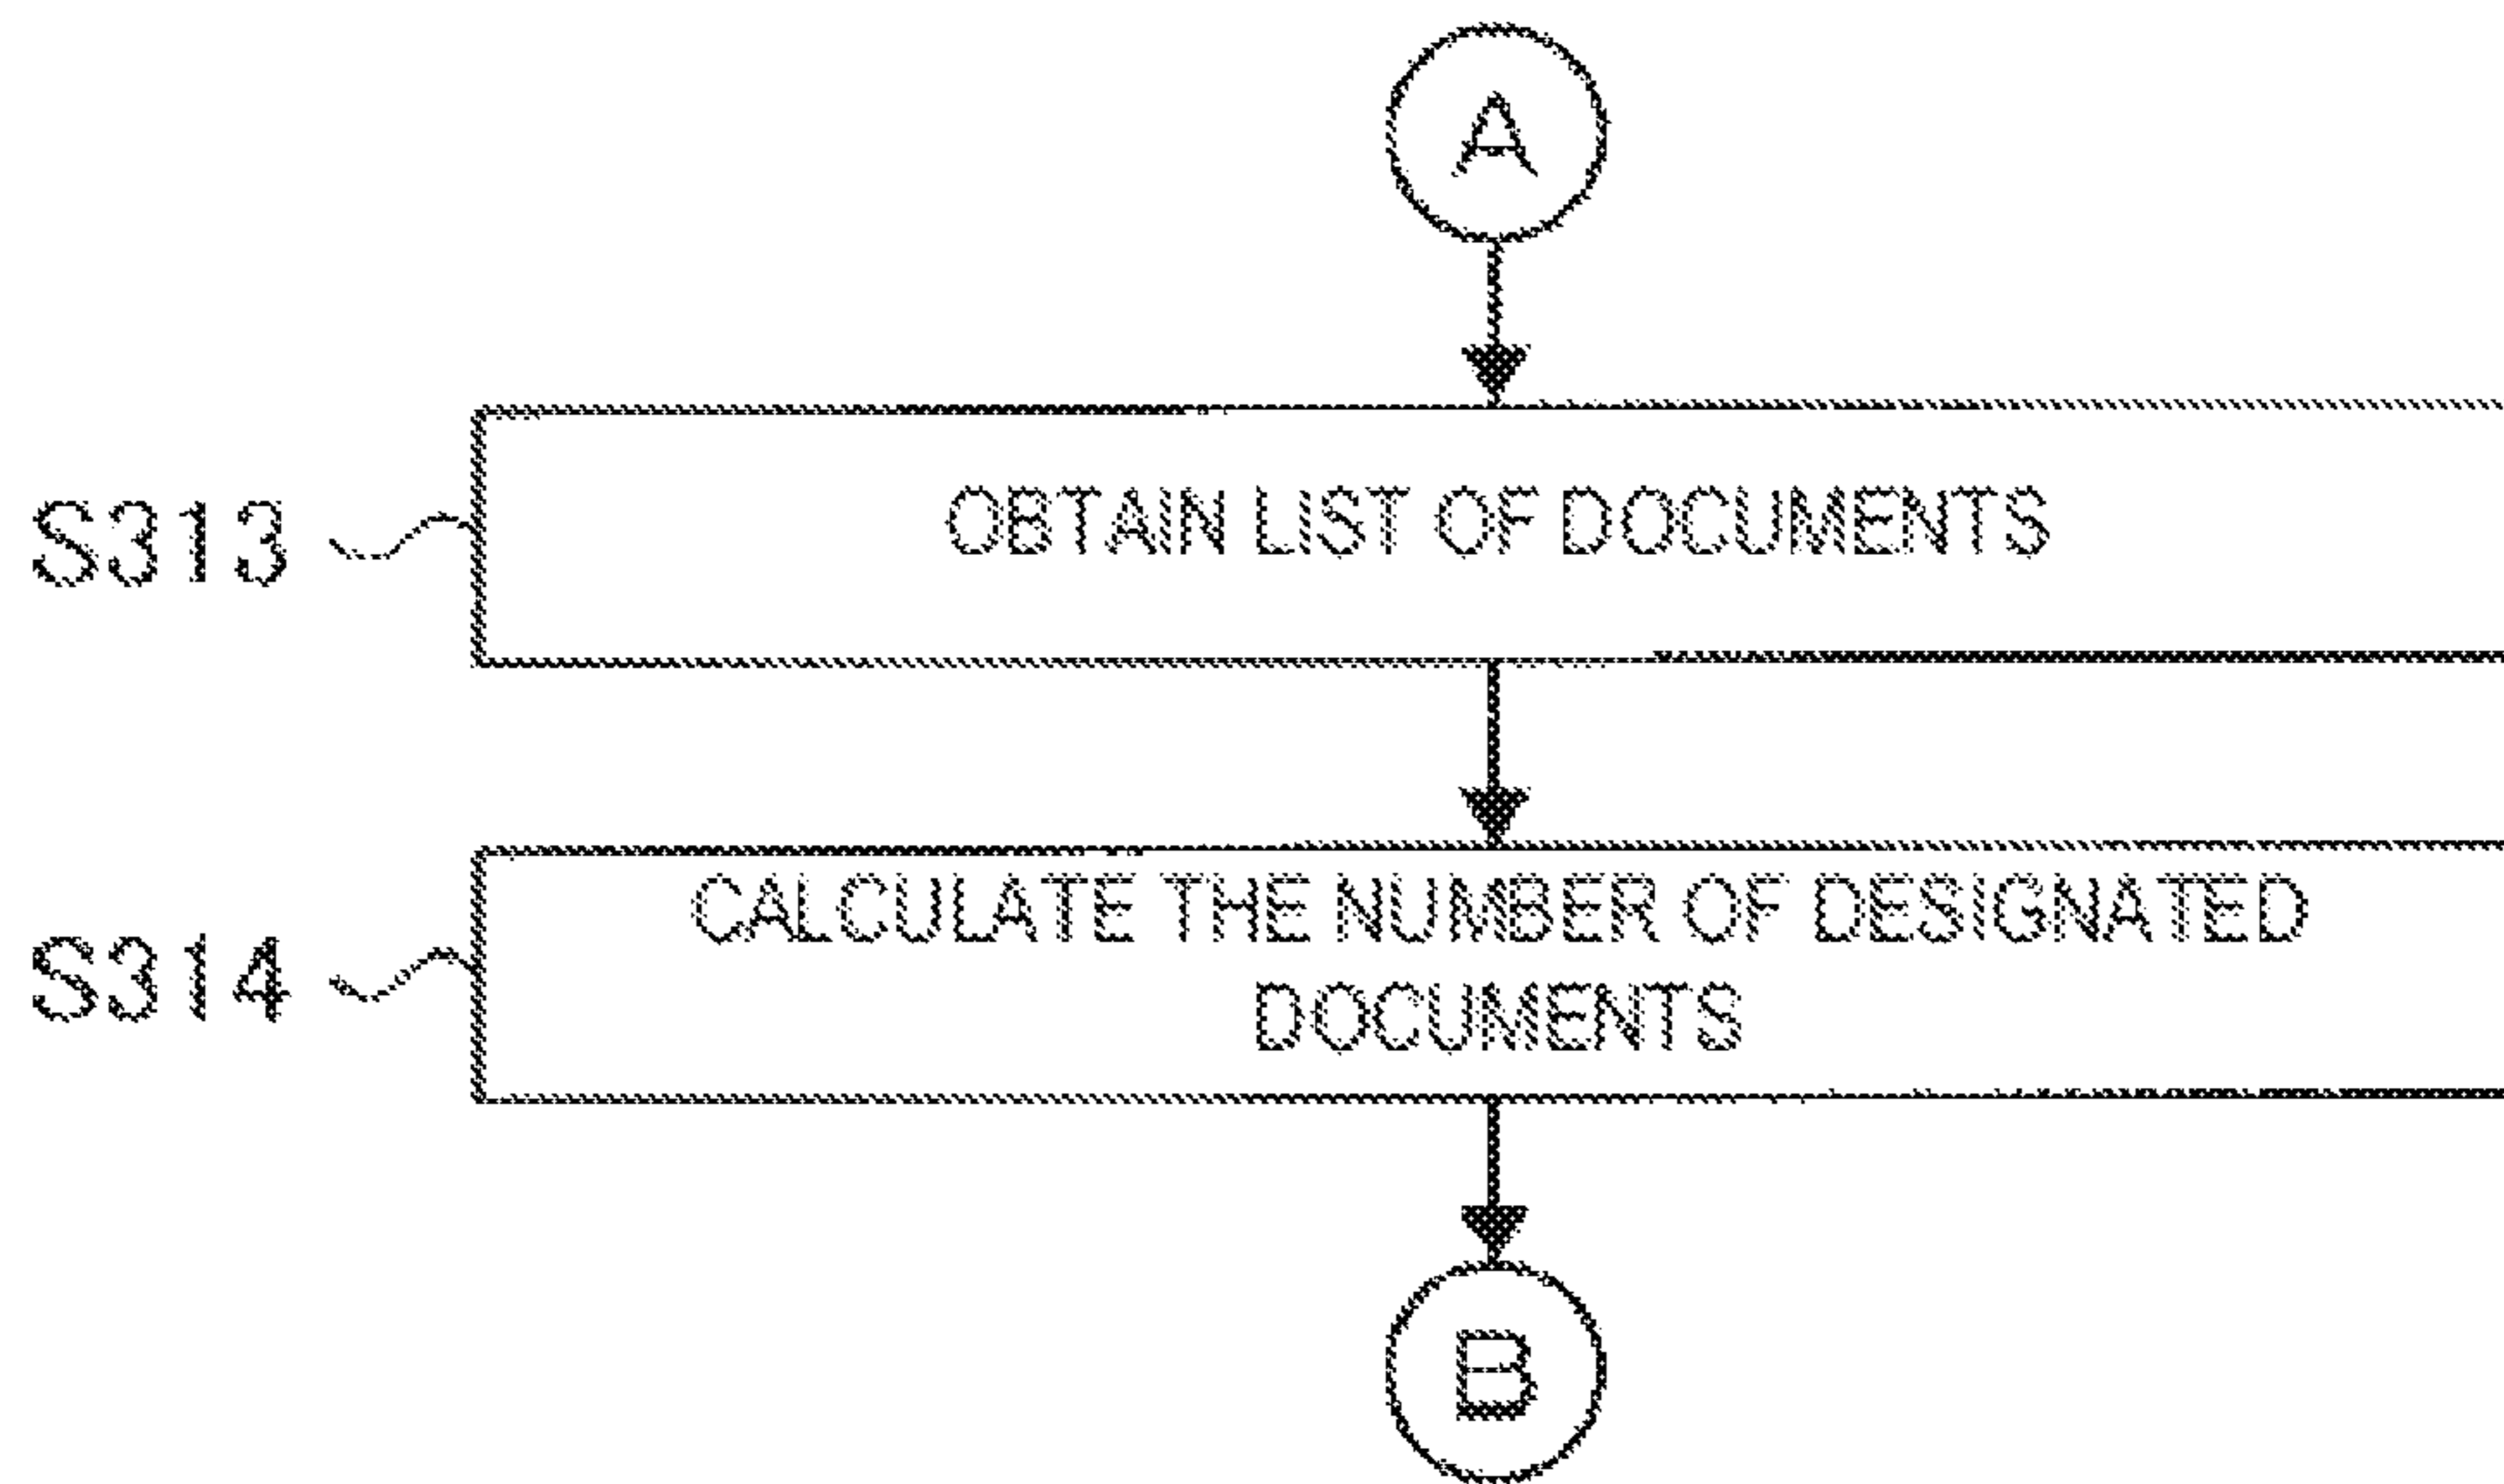 A
S313
OBTAIN LIST OF DOCUMENTS
S314
CALCULATE THE NUMBER OF DESIGNATED
DOCUMENTS
B